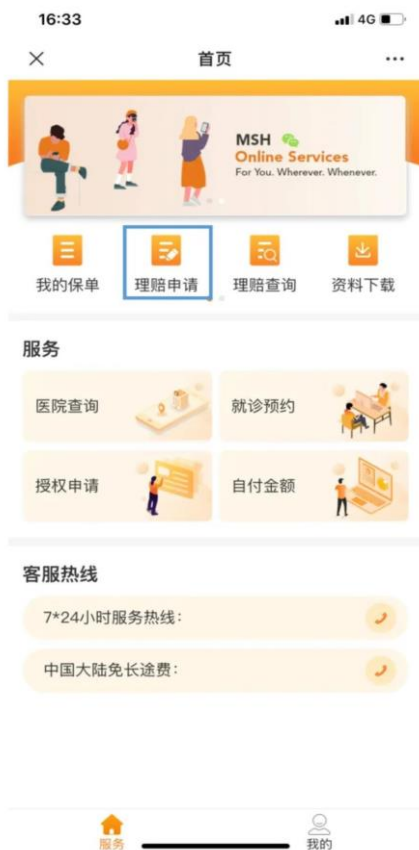 16:33
4G
首页
MSH
Online Services
For You. Wherever. Whenever.
我的保单 理赔申请 理赔查询 资料下载
服务
医院查询 就诊预约
授权申请 自付金额
客服热线
7*24小时服务热线:
中国大陆免长途费:
服务 我的